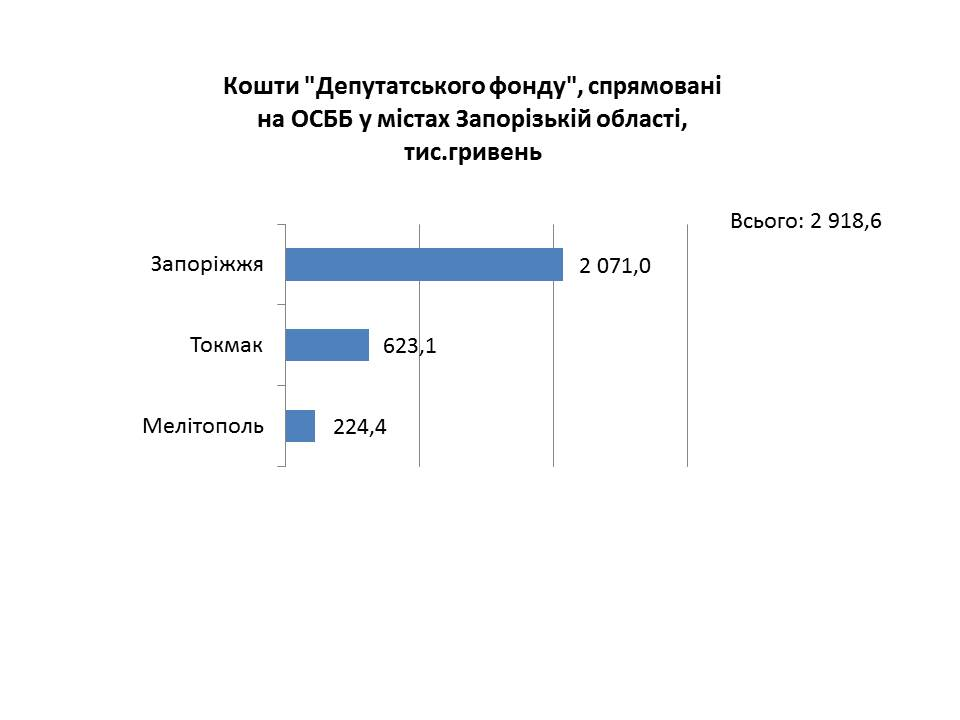 Кошти "Депутатського фонду", спрямовані
на ОСББ у містах Запорізькій області,
тис.гривень
Всього: 2 918,6
Запоріжжя 2 071,0
Токмак 623,1
Мелітополь 224,4